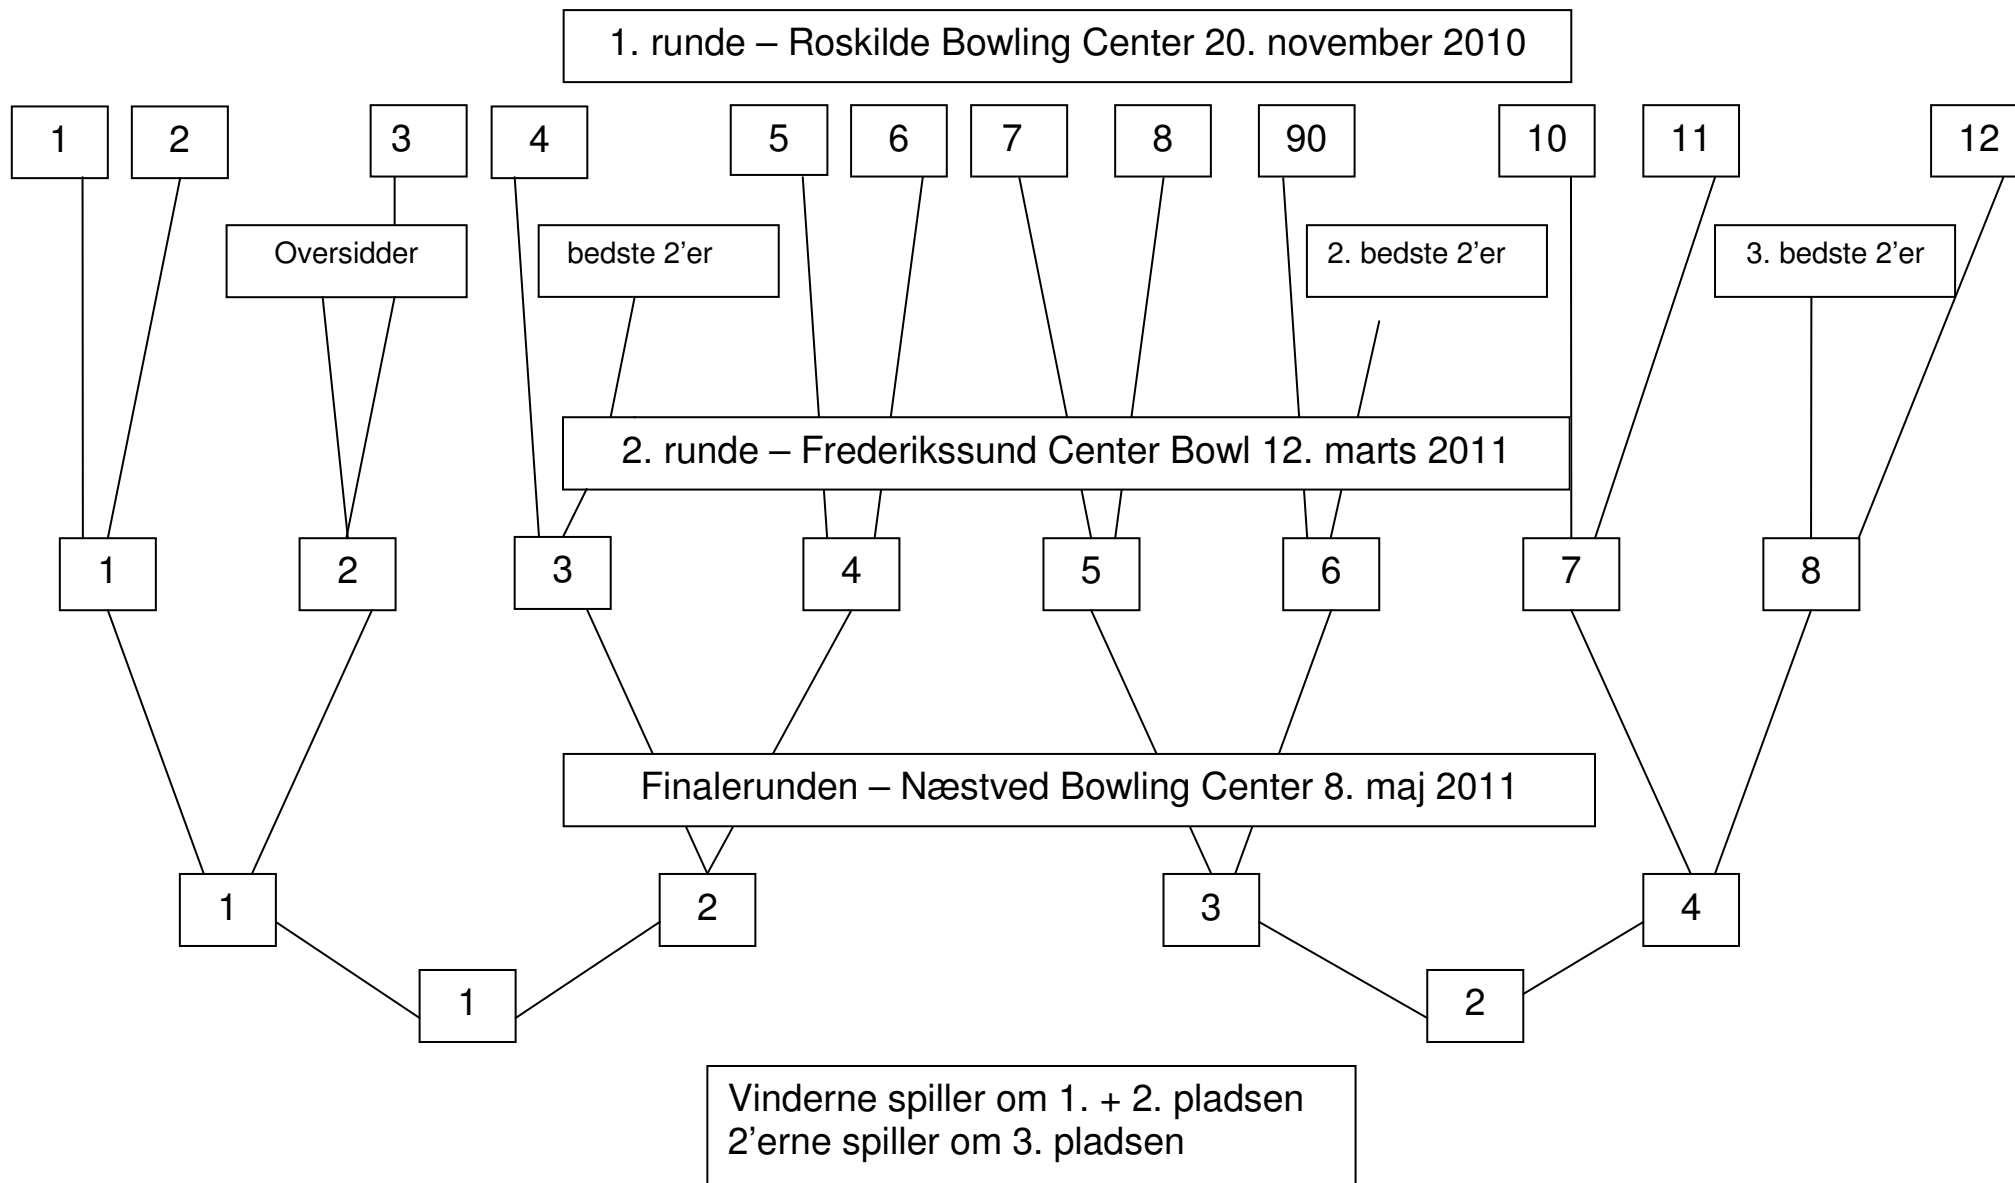 1. runde – Roskilde Bowling Center 20. november 2010
1 2 3 4 5 6 7 8 90 10 11 12
Oversidder bedste 2’er 2. bedste 2’er 3. bedste 2’er
2. runde – Frederikssund Center Bowl 12. marts 2011
1 2 3 4 5 6 7 8
Finalerunden – Næstved Bowling Center 8. maj 2011
1 2 3 4
1 2
Vinderne spiller om 1. + 2. pladsen
2’erne spiller om 3. pladsen